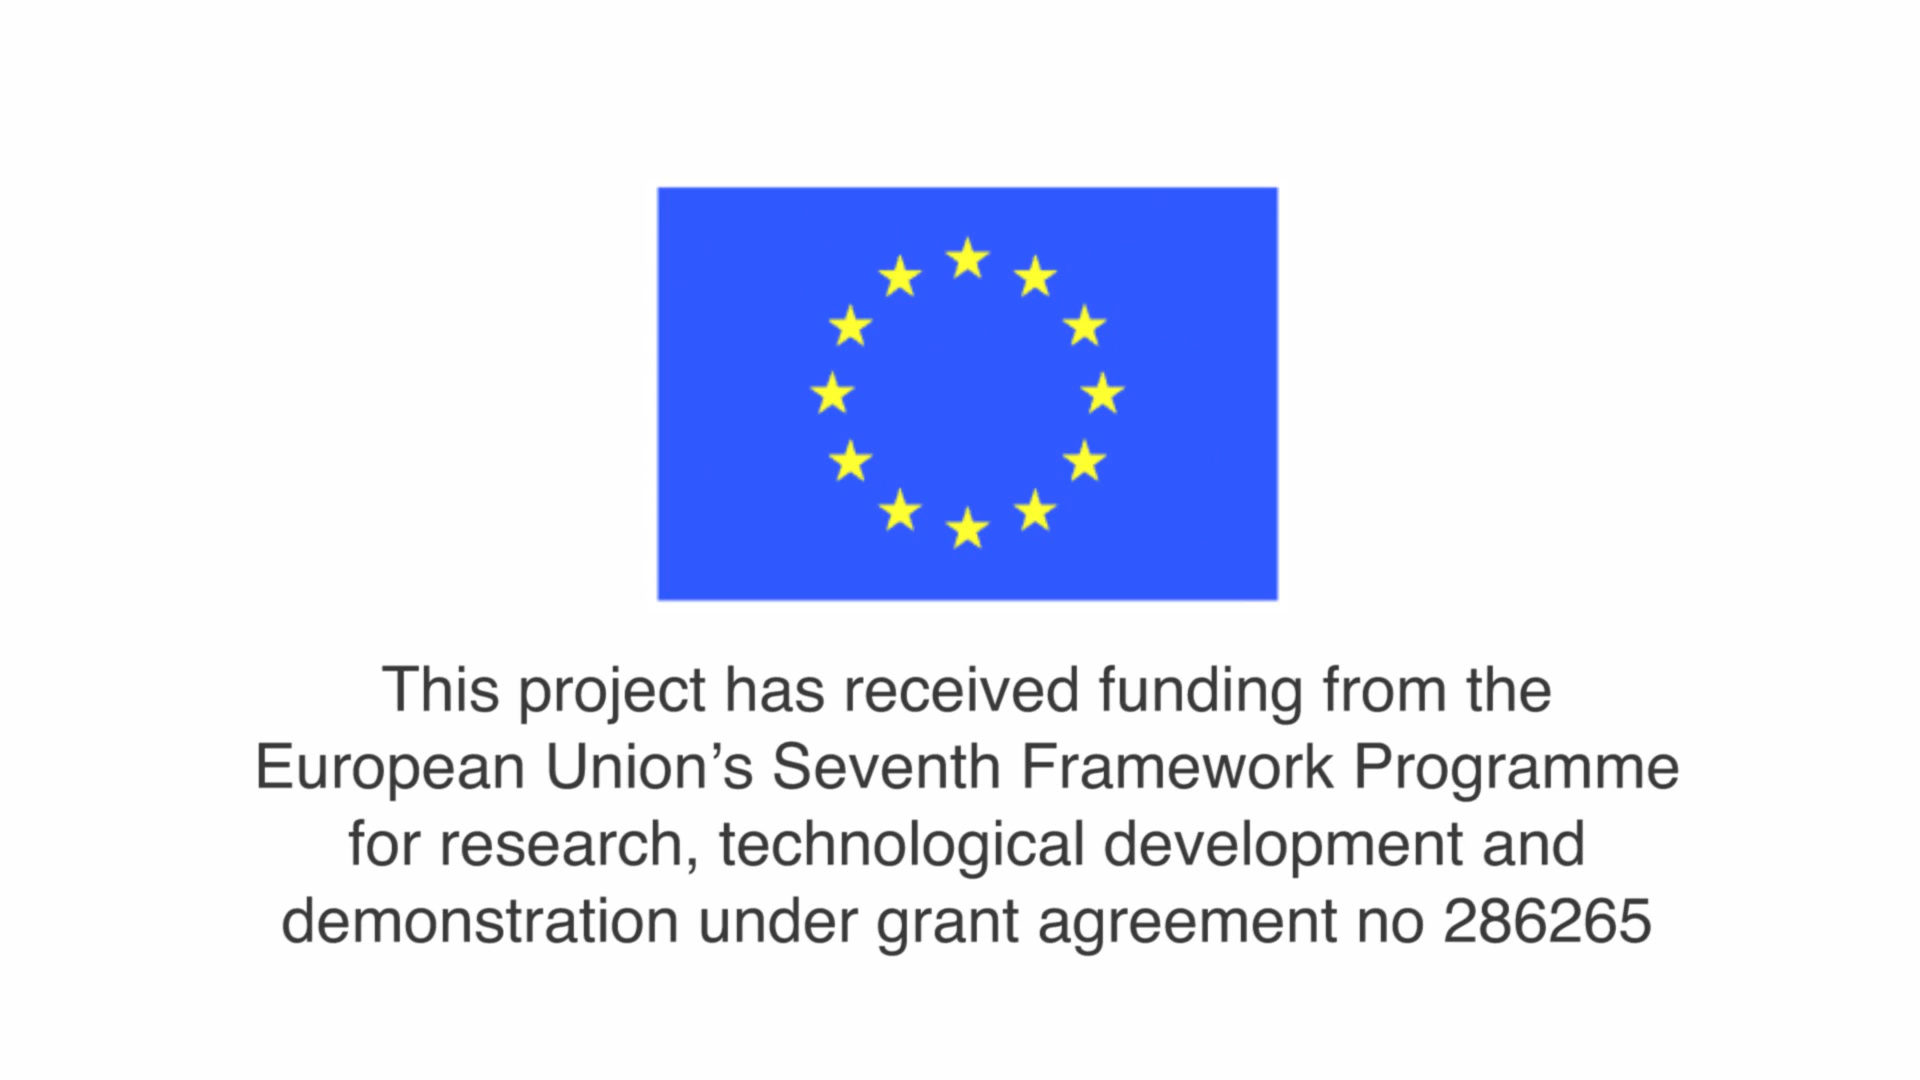 This project has received funding from the
European Union’s Seventh Framework Programme
for research, technological development and
demonstration under grant agreement no 286265